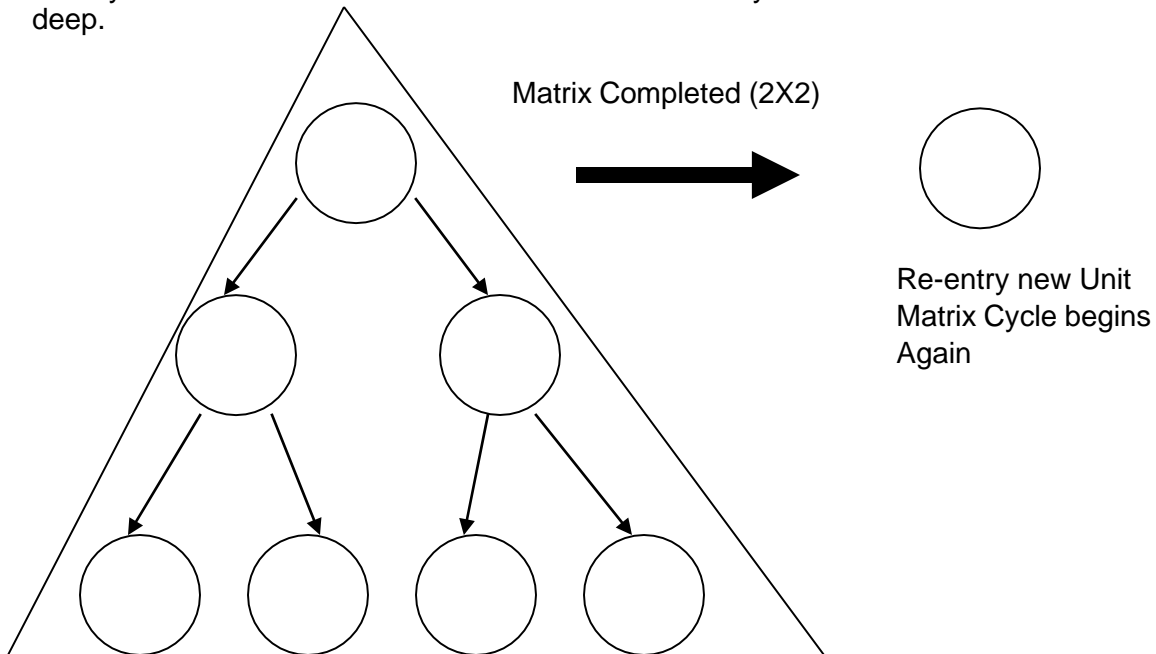 deep.
Matrix Completed (2X2)
Re-entry new Unit
Matrix Cycle begins
Again